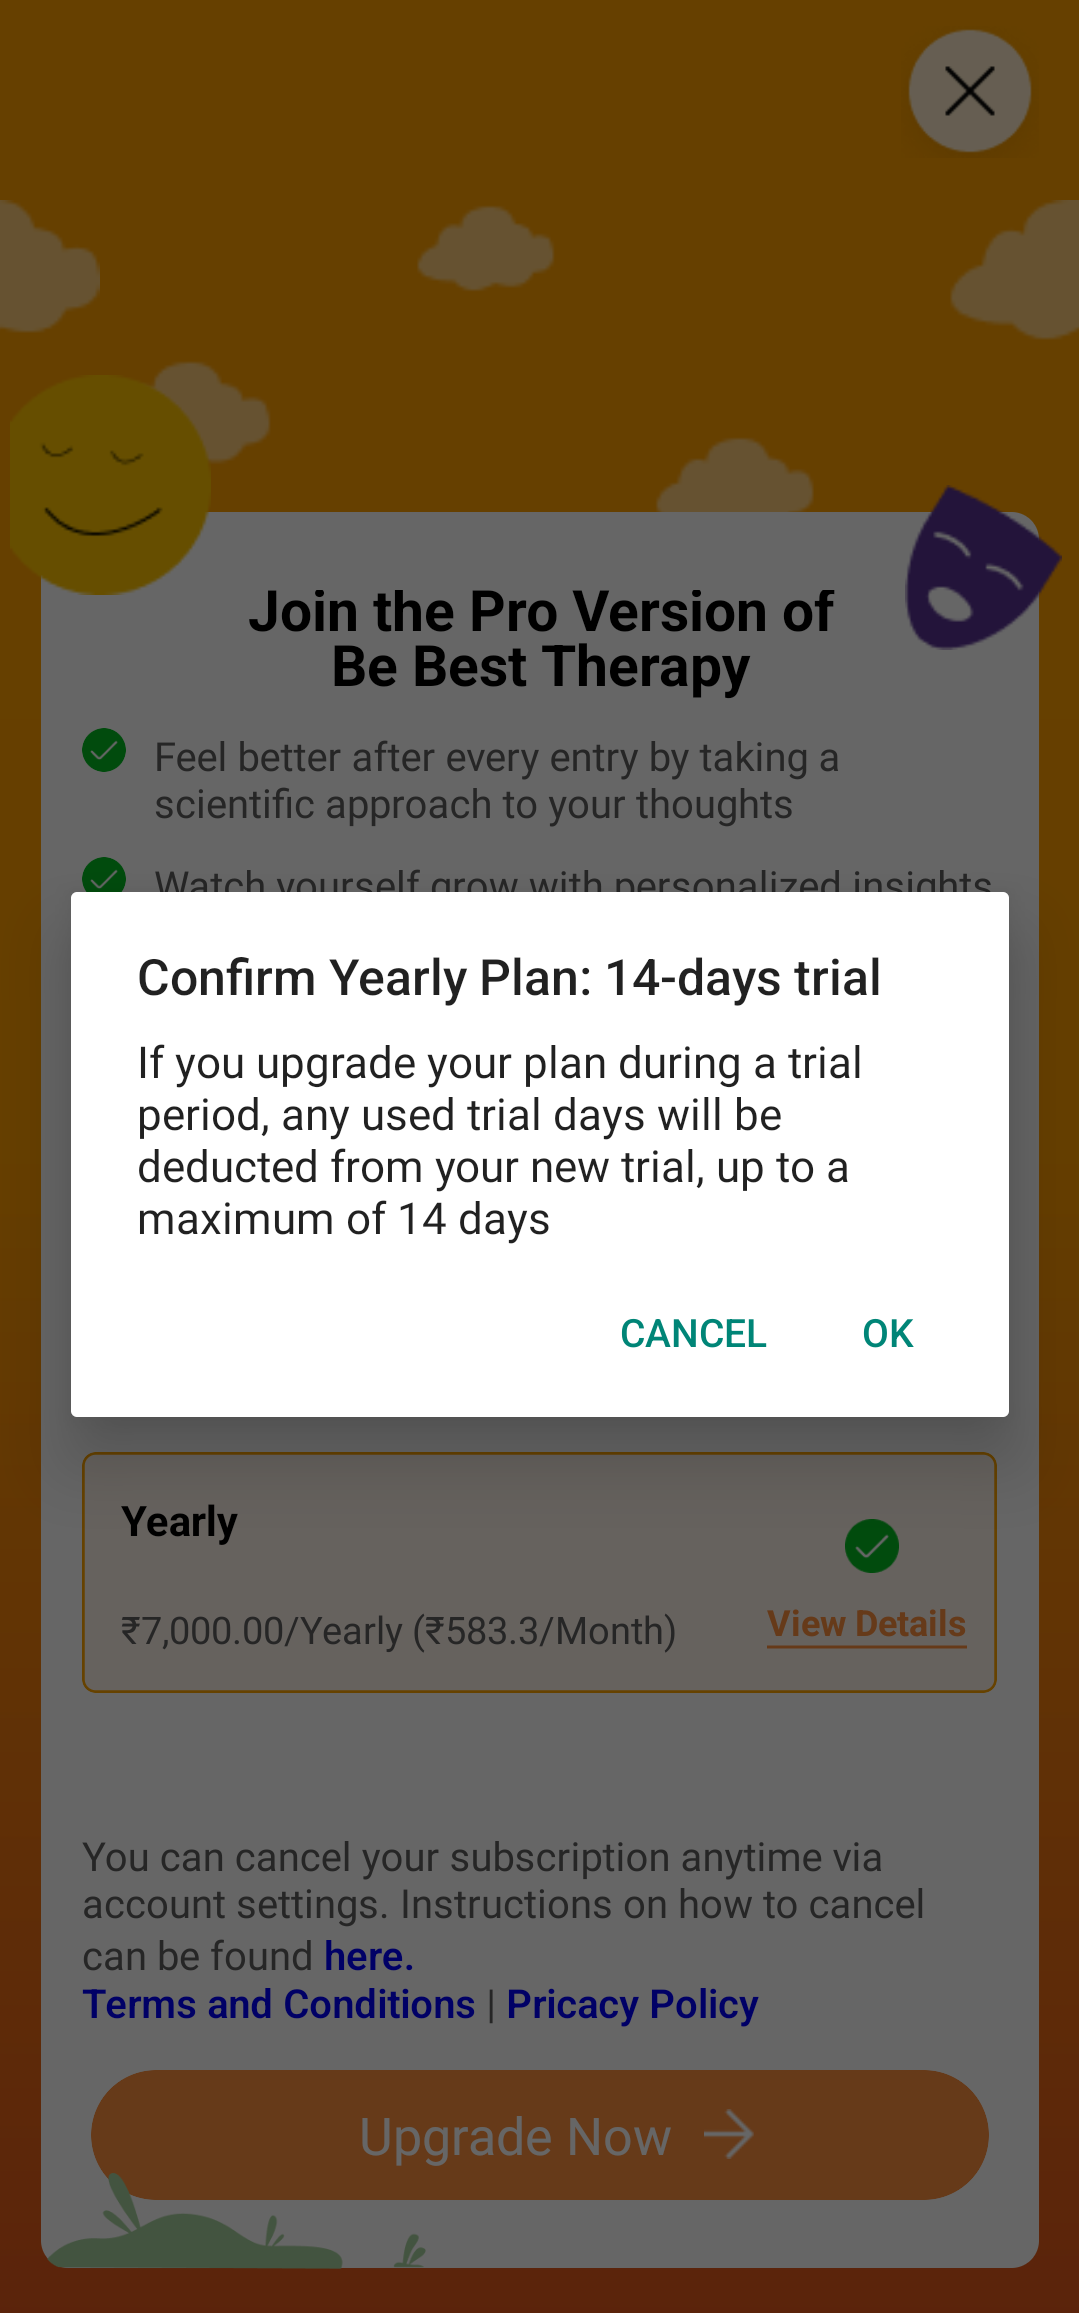 Join the Pro Version of
Be Best Therapy
Feel better after every entry by taking a
scientific approach to your thoughts
Watch yourself grow with personalized insights
Confirm Yearly Plan: 14-days trial
If you upgrade your plan during a trial
period, any used trial days will be
deducted from your new trial, up to a
maximum of 14 days
CANCEL OK
Yearly
₹7,000.00/Yearly (₹583.3/Month)
View Details
You can cancel your subscription anytime via
account settings. Instructions on how to cancel
can be found here.
Terms and Conditions | Pricacy Policy
Upgrade Now